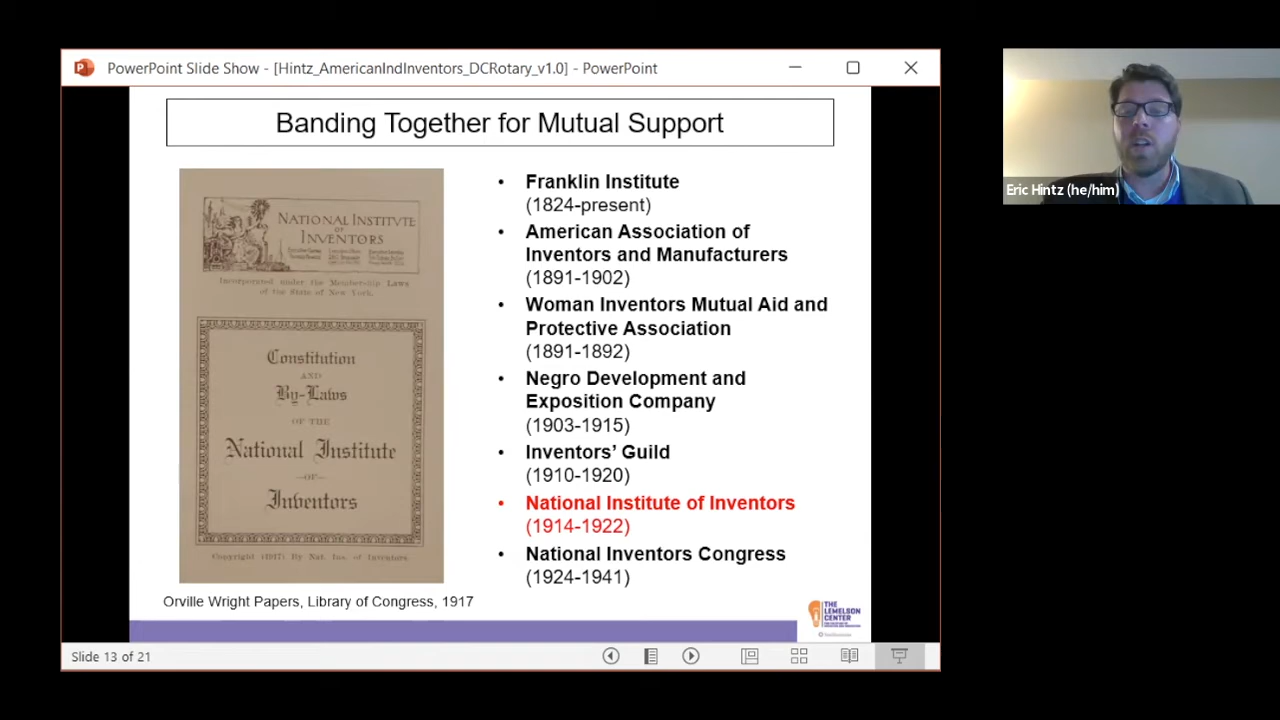 PowerPoint Slide Show - [Hintz_AmericanIndInventors_DCRotary_v1.0] - PowerPoint
Banding Together for Mutual Support
NATIONAL INSTITUTE
OF
INVENTORS
Incorporated under the Membership Laws
of the State of New York.
Constitution
AND
By-Laws
OF THE
National Institute
—OF—
Inventors
Copyright (1917) By Nat. Ins. of Inventors.
Orville Wright Papers, Library of Congress, 1917
• Franklin Institute
(1824-present)
• American Association of
Inventors and Manufacturers
(1891-1902)
• Woman Inventors Mutual Aid and
Protective Association
(1891-1892)
• Negro Development and
Exposition Company
(1903-1915)
• Inventors’ Guild
(1910-1920)
• National Institute of Inventors
(1914-1922)
• National Inventors Congress
(1924-1941)
THE
LEMELSON
CENTER
Smithsonian
Slide 13 of 21
Eric Hintz (he/him)